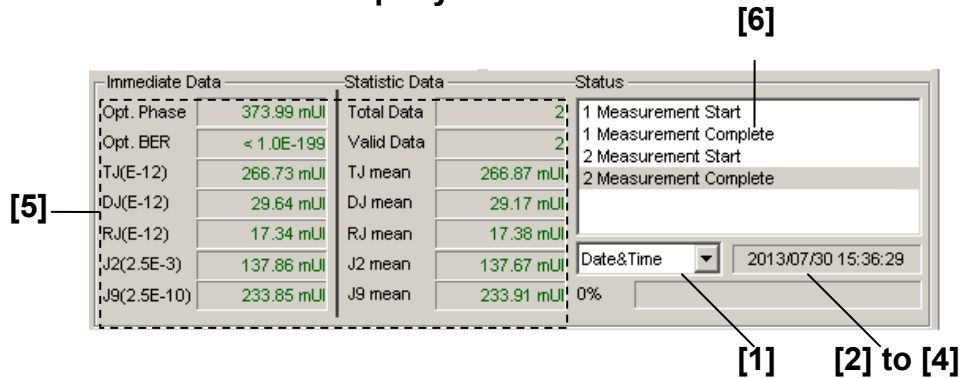 [6]
Immediate Data Statistic Data Status
Opt. Phase 373.99 mUI Total Data 2 1 Measurement Start
Opt. BER < 1.0E-199 Valid Data 2 1 Measurement Complete
2 Measurement Start
TJ(E-12) 266.73 mUI TJ mean 266.87 mUI 2 Measurement Complete
[5] DJ(E-12) 29.64 mUI DJ mean 29.17 mUI
RJ(E-12) 17.34 mUI RJ mean 17.38 mUI
J2(2.5E-3) 137.86 mUI J2 mean 137.67 mUI Date&Time 2013/07/30 15:36:29
J9(2.5E-10) 233.85 mUI J9 mean 233.91 mUI 0%
[1] [2] to [4]